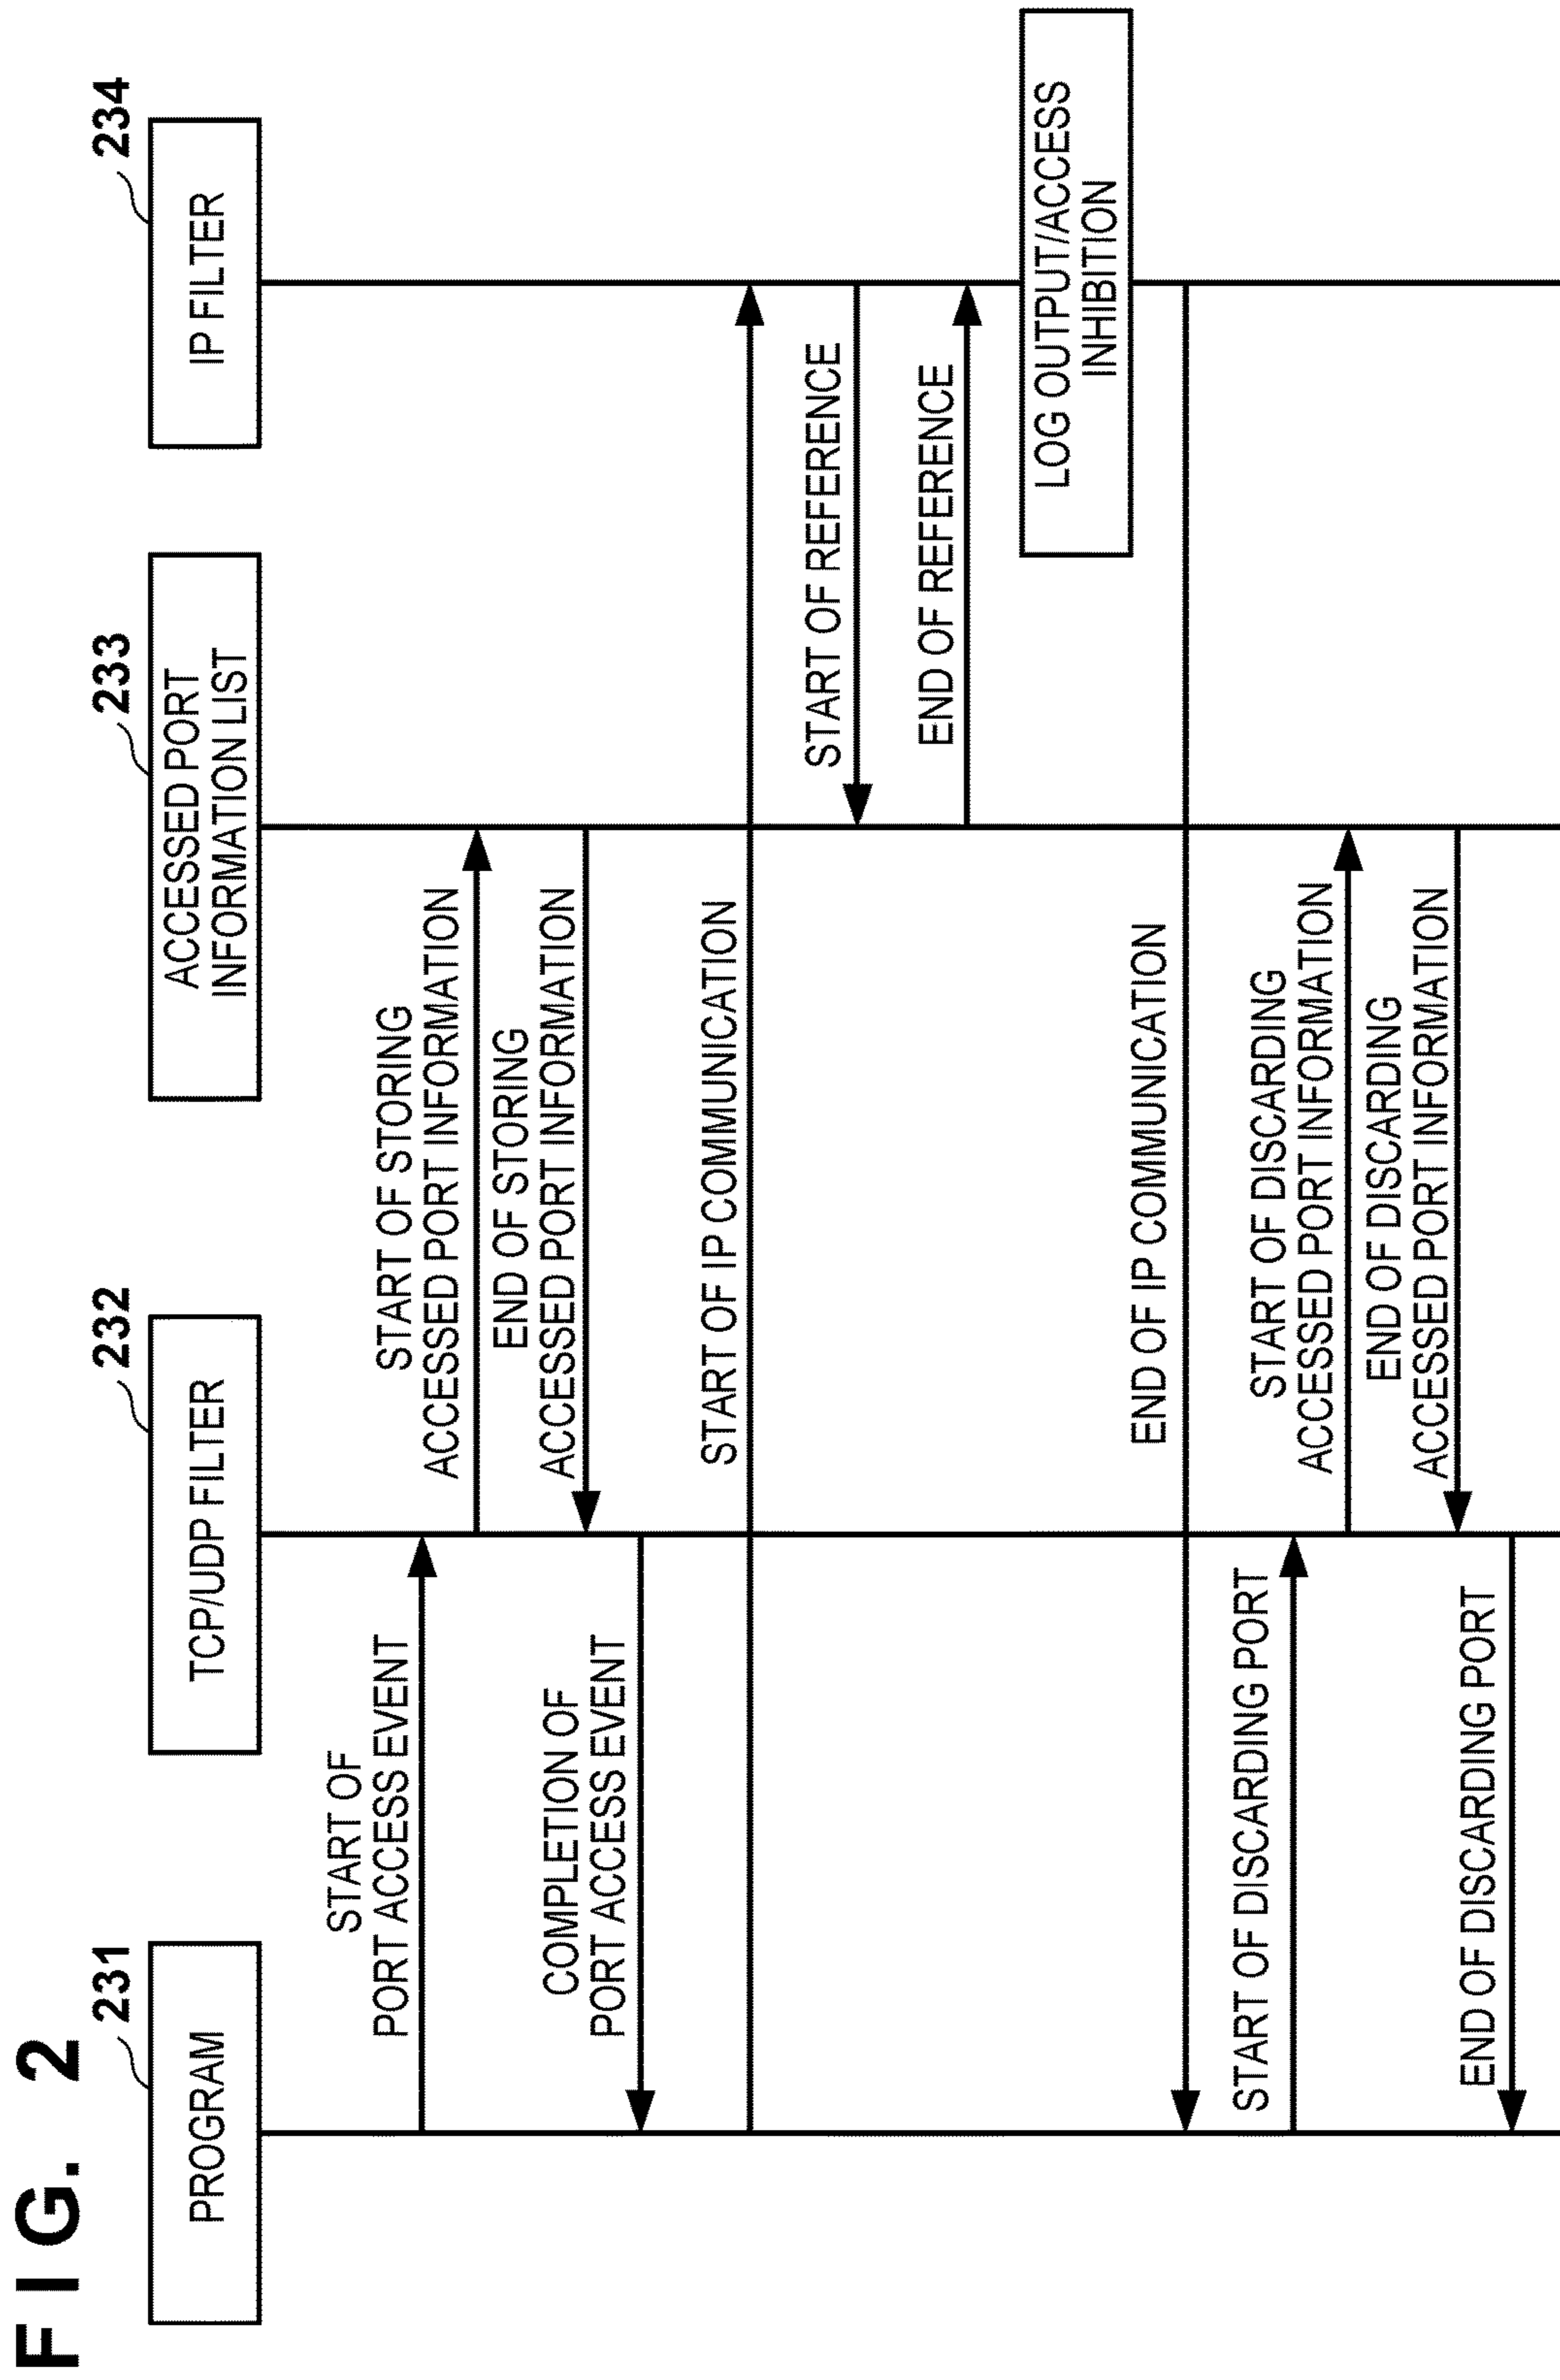 FIG. 2
231
PROGRAM
232
TCP/UDP FILTER
233
ACCESSED PORT
INFORMATION LIST
234
IP FILTER
START OF
PORT ACCESS EVENT
START OF STORING
ACCESSED PORT INFORMATION
END OF STORING
ACCESSED PORT INFORMATION
COMPLETION OF
PORT ACCESS EVENT
START OF IP COMMUNICATION
START OF REFERENCE
END OF REFERENCE
LOG OUTPUT/ACCESS
INHIBITION
END OF IP COMMUNICATION
START OF DISCARDING PORT
START OF DISCARDING
ACCESSED PORT INFORMATION
END OF DISCARDING
ACCESSED PORT INFORMATION
END OF DISCARDING PORT